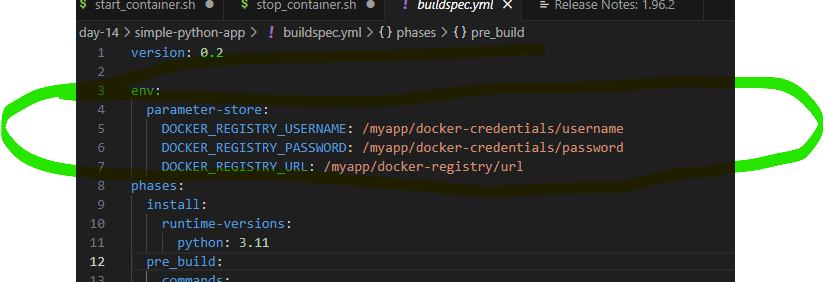 $ start_container.sh $ stop_container.sh ! buildspec.yml Release Notes: 1.96.2
day-14 > simple-python-app > ! buildspec.yml > {} phases > {} pre_build
1 version: 0.2
2
3 env:
4 parameter-store:
5 DOCKER_REGISTRY_USERNAME: /myapp/docker-credentials/username
6 DOCKER_REGISTRY_PASSWORD: /myapp/docker-credentials/password
7 DOCKER_REGISTRY_URL: /myapp/docker-registry/url
8 phases:
9 install:
10 runtime-versions:
11 python: 3.11
12 pre_build:
13 commands: